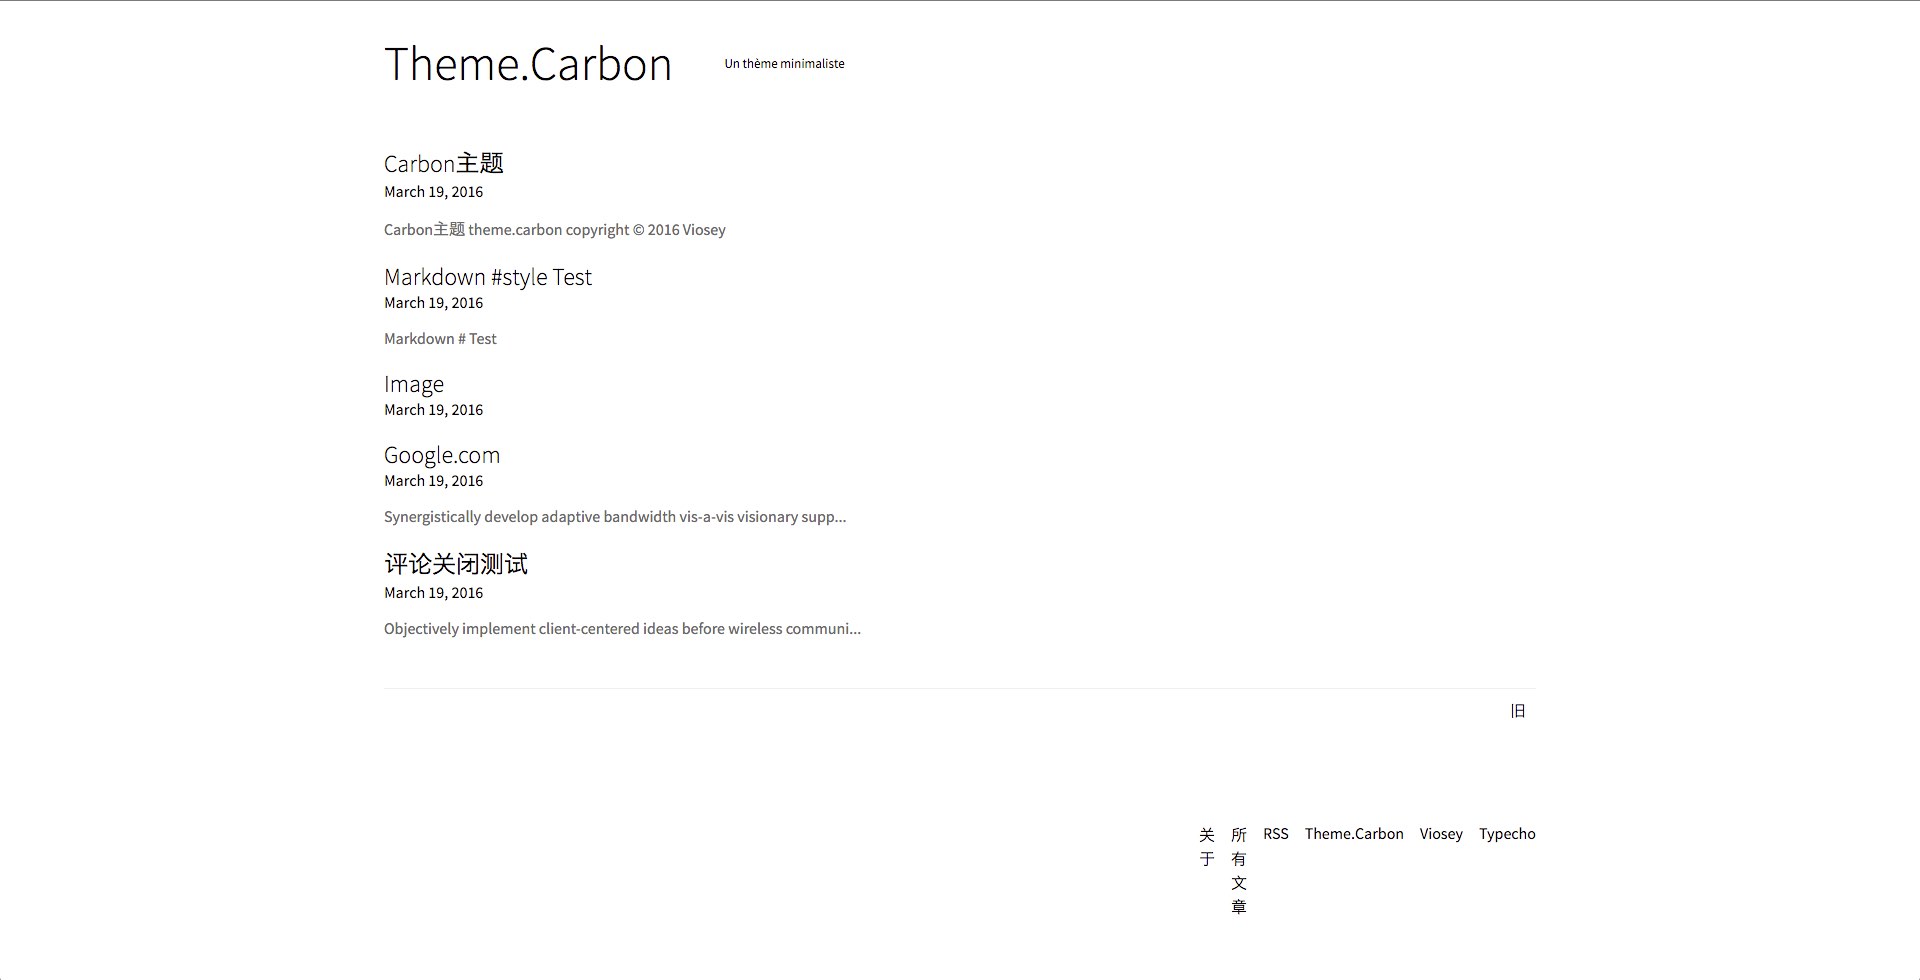 Theme.Carbon
Un thème minimaliste
Carbon主题
March 19, 2016
Carbon主题 theme.carbon copyright © 2016 Viosey
Markdown #style Test
March 19, 2016
Markdown # Test
Image
March 19, 2016
Google.com
March 19, 2016
Synergistically develop adaptive bandwidth vis-a-vis visionary supp...
评论关闭测试
March 19, 2016
Objectively implement client-centered ideas before wireless communi...
旧
关于
所有文章
RSS
Theme.Carbon
Viosey
Typecho